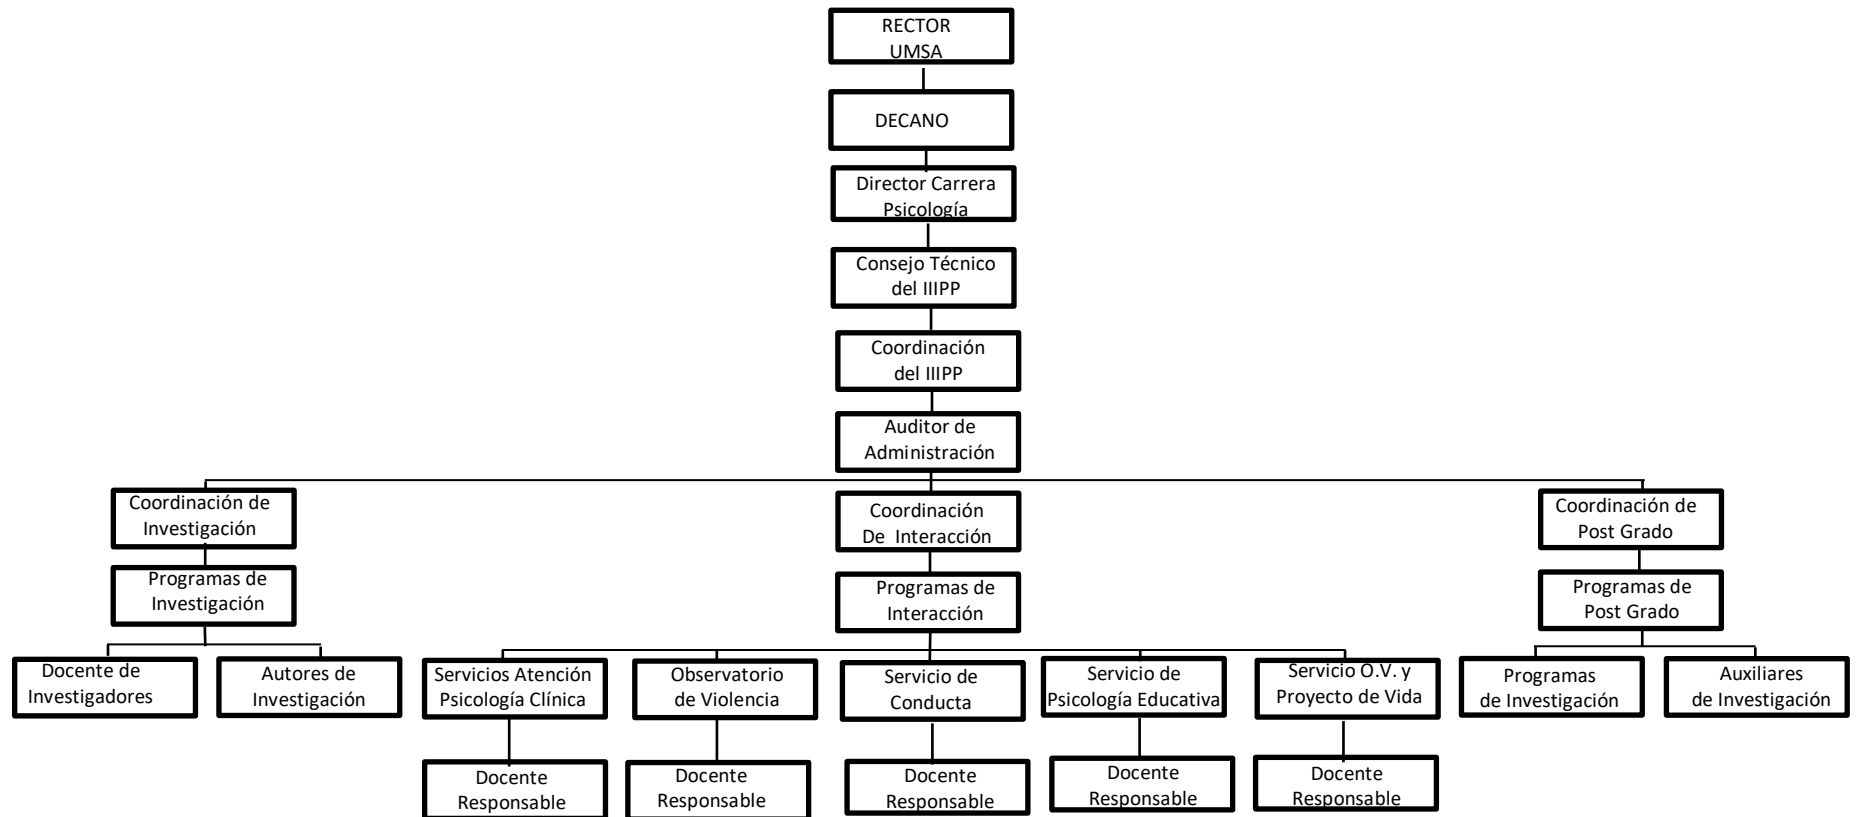 RECTOR
UMSA
DECANO
Director Carrera
Psicología
Consejo Técnico
del IIIPP
Coordinación
del IIIPP
Auditor de
Administración
Coordinación de
Investigación
Coordinación
De Interacción
Coordinación de
Post Grado
Programas de
Investigación
Programas de
Interacción
Programas de
Post Grado
Docente de
Investigadores
Autores de
Investigación
Servicios Atención
Psicología Clínica
Observatorio
de Violencia
Servicio de
Conducta
Servicio de
Psicología Educativa
Servicio O.V. y
Proyecto de Vida
Programas
de Investigación
Auxiliares
de Investigación
Docente
Responsable
Docente
Responsable
Docente
Responsable
Docente
Responsable
Docente
Responsable